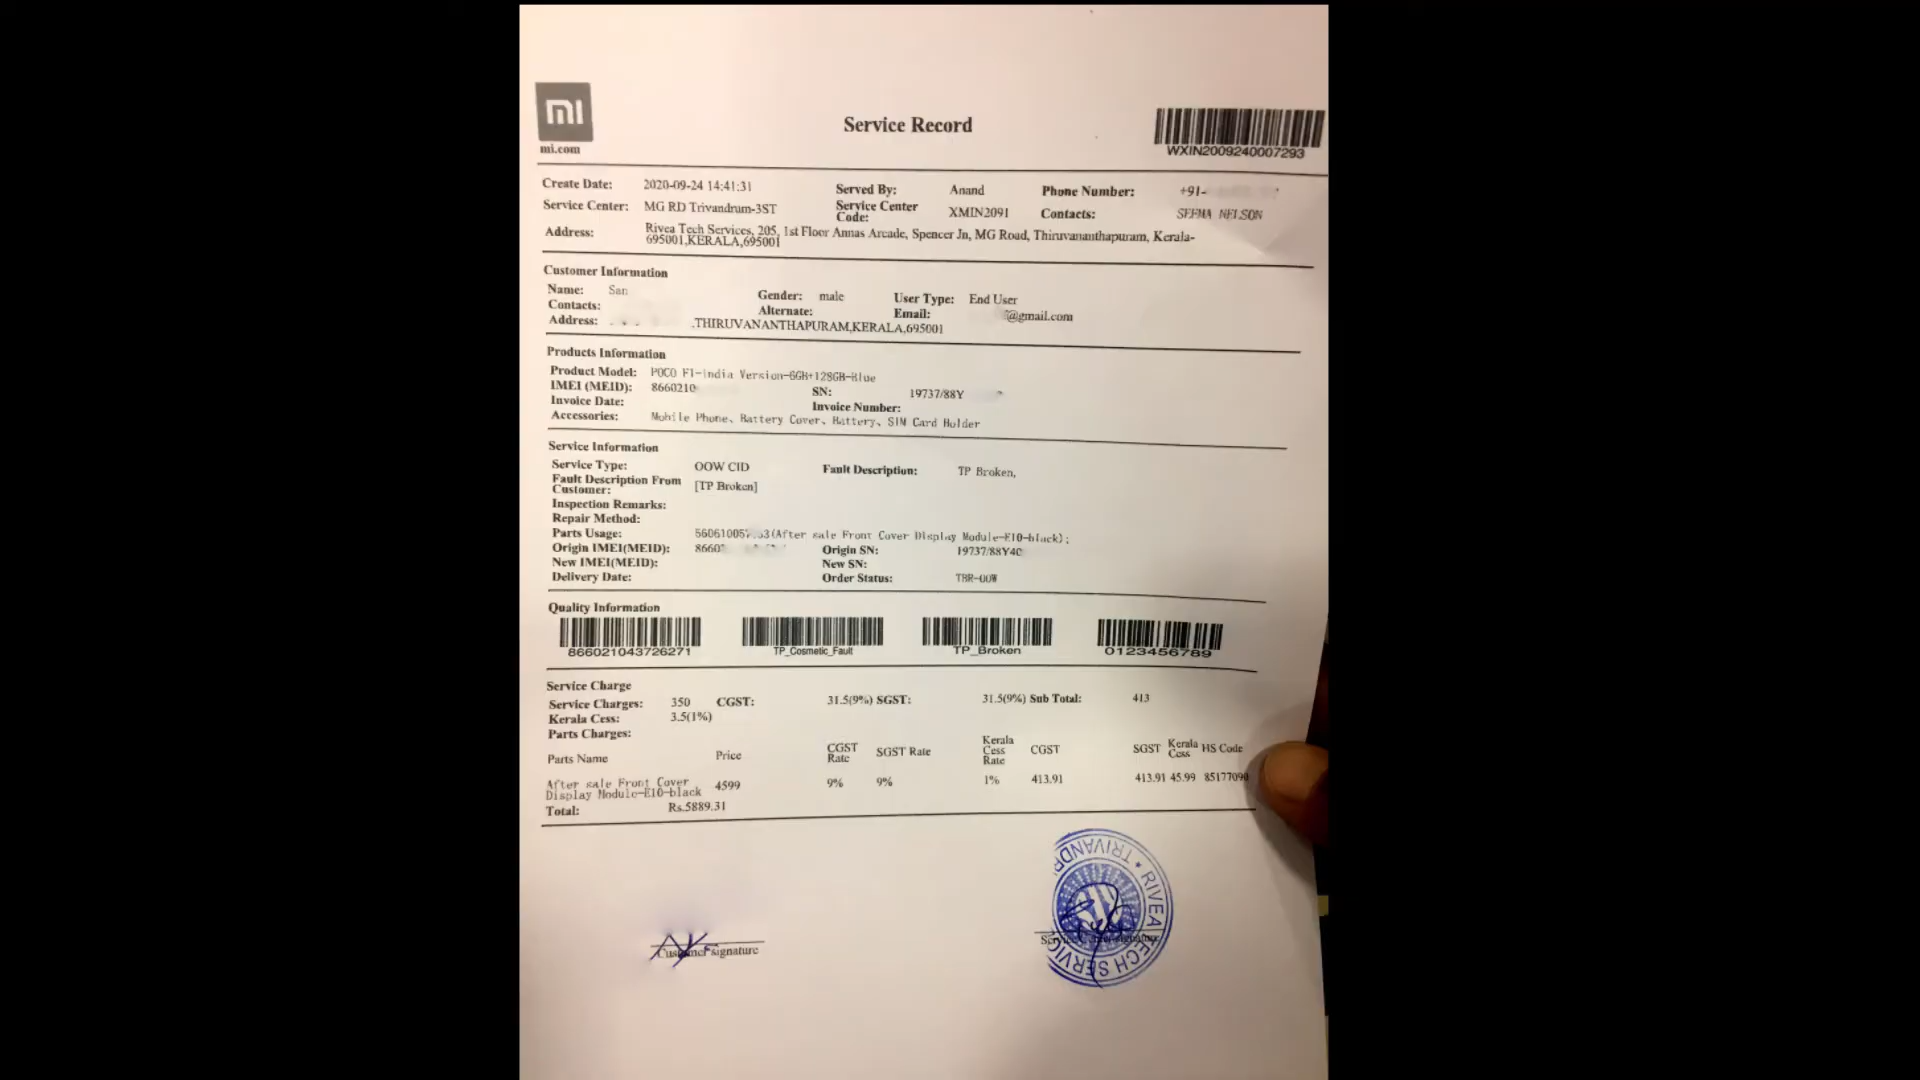 mi
mi.com
Service Record
WXIN2009240007293
Create Date: 2020-09-24 14:41:31 Served By: Anand Phone Number: +91-
Service Center: MG RD Trivandrum-3ST Service Center Code: XMIN2091 Contacts: SEEMA NELSON
Address: Rivea Tech Services, 205, 1st Floor Annas Arcade, Spencer Jn, MG Road, Thiruvananthapuram, Kerala-
695001,KERALA,695001
Customer Information
Name: San Gender: male User Type: End User
Contacts: Alternate: Email: @gmail.com
Address: .THIRUVANANTHAPURAM,KERALA,695001
Products Information
Product Model: POCO F1-india Version-6GB+128GB-Blue
IMEI (MEID): 8660210 SN: 19737/88Y
Invoice Date: Invoice Number:
Accessories: Mobile Phone、Battery Cover、Battery、SIM Card Holder
Service Information
Service Type: OOW CID Fault Description: TP Broken,
Fault Description From Customer: [TP Broken]
Inspection Remarks:
Repair Method:
Parts Usage: (After sale Front Cover Display Module-E10-black);
Origin IMEI(MEID): 8660 Origin SN: 19737/88Y40
New IMEI(MEID): New SN:
Delivery Date: Order Status: TBR-OOW
Quality Information
866021043726271 TP_Cosmetic_Fault TP_Broken 0123456789
Service Charge
Service Charges: 350 CGST: 31.5(9%) SGST: 31.5(9%) Sub Total: 413
Kerala Cess: 3.5(1%)
Parts Charges:
Parts Name Price CGST Rate SGST Rate Kerala Cess Rate CGST SGST Kerala Cess HS Code
After sale Front Cover Display Module-E10-black 4599 9% 9% 1% 413.91 413.91 45.99 85177090
Total: Rs.5889.31
Customer signature
Service Center signature
RIVEA TECH SERVIC TRIVANDR